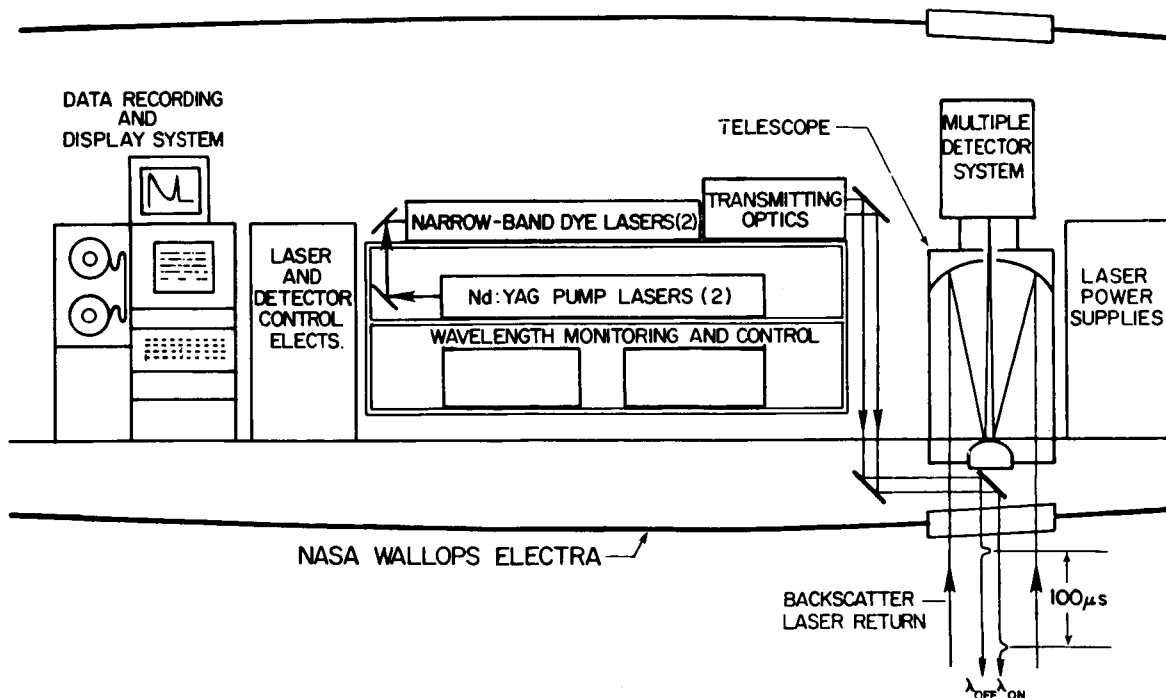 DATA RECORDING
AND
DISPLAY SYSTEM
LASER
AND
DETECTOR
CONTROL
ELECTS.
NARROW-BAND DYE LASERS(2)
TRANSMITTING
OPTICS
Nd:YAG PUMP LASERS (2)
WAVELENGTH MONITORING AND CONTROL
TELESCOPE
MULTIPLE
DETECTOR
SYSTEM
LASER
POWER
SUPPLIES
NASA WALLOPS ELECTRA
BACKSCATTER
LASER RETURN
100μs
λOFF λON